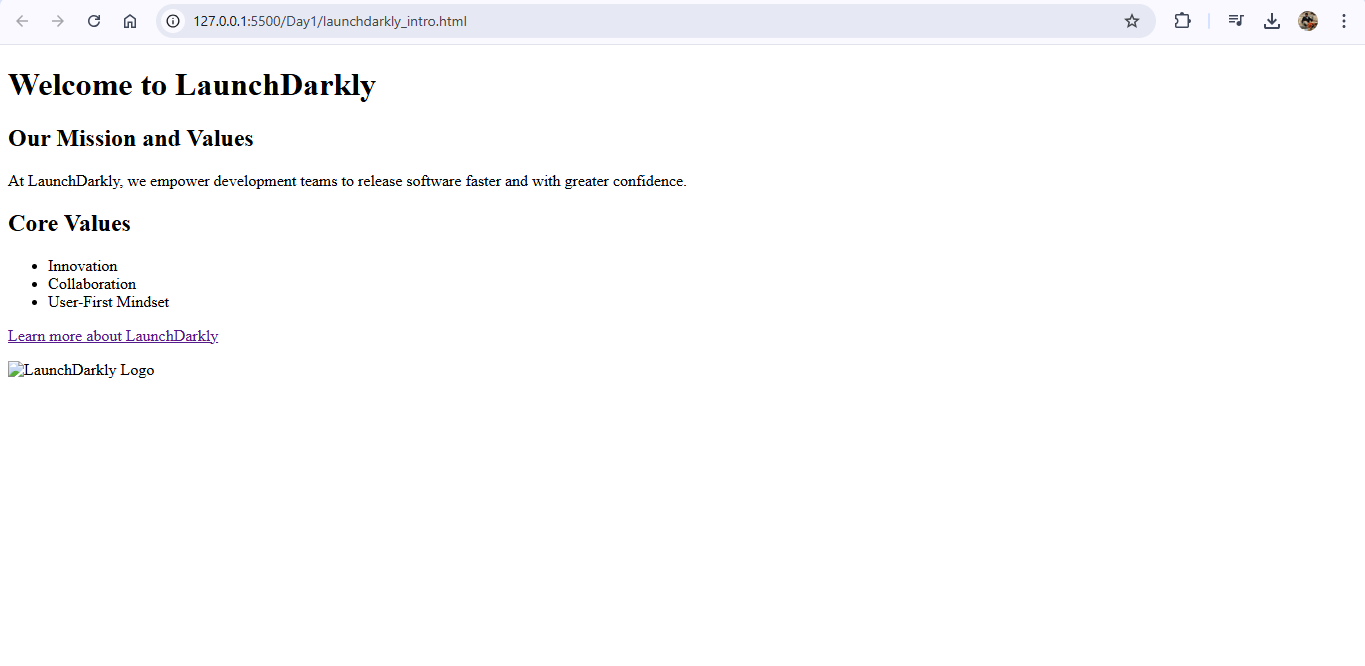 127.0.0.1:5500/Day1/launchdarkly_intro.html
Welcome to LaunchDarkly
Our Mission and Values
At LaunchDarkly, we empower development teams to release software faster and with greater confidence.
Core Values
Innovation
Collaboration
User-First Mindset
Learn more about LaunchDarkly
LaunchDarkly Logo